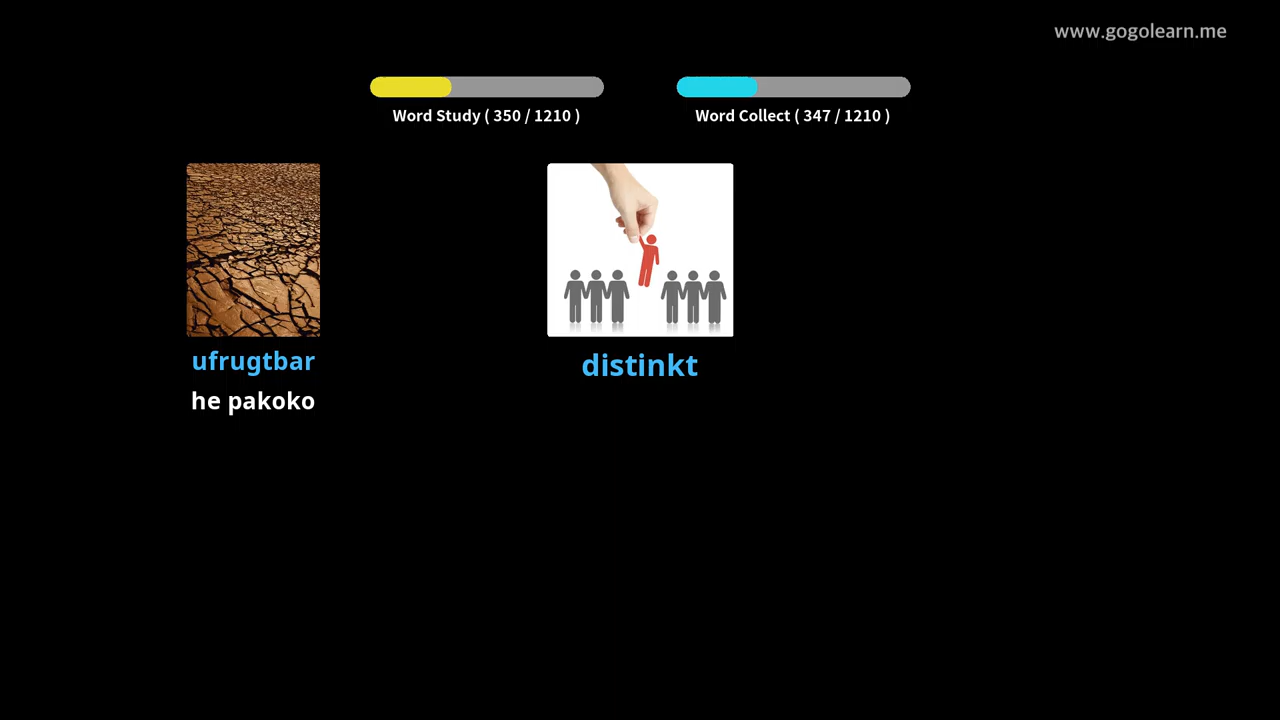 www.gogolearn.me
Word Study ( 350 / 1210 )
Word Collect ( 347 / 1210 )
ufrugtbar
he pakoko
distinkt